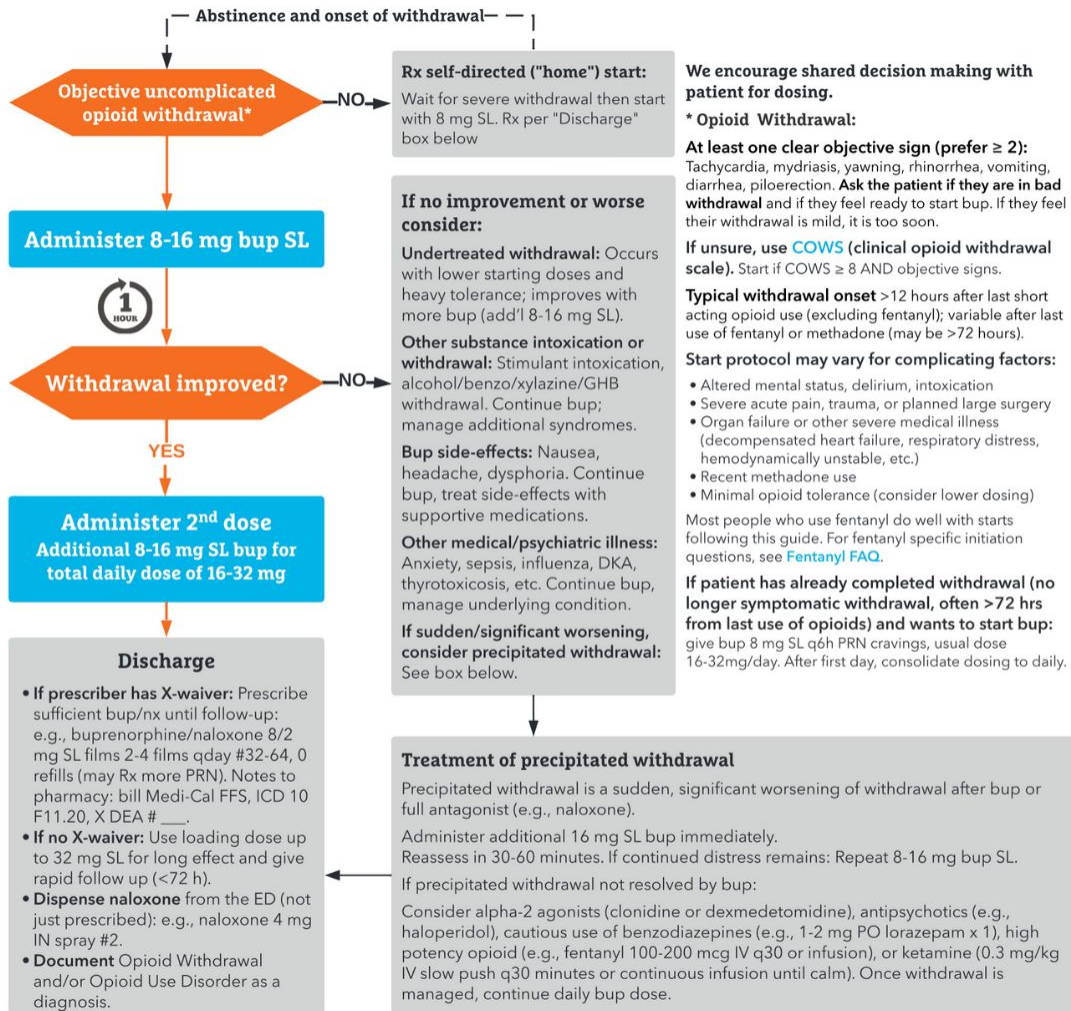 Abstinence and onset of withdrawal
Objective uncomplicated
opioid withdrawal*
NO
Rx self-directed ("home") start:
Wait for severe withdrawal then start
with 8 mg SL. Rx per "Discharge"
box below
Administer 8-16 mg bup SL
1
HOUR
Withdrawal improved?
NO
YES
If no improvement or worse
consider:
Undertreated withdrawal: Occurs
with lower starting doses and
heavy tolerance; improves with
more bup (add'l 8-16 mg SL).
Other substance intoxication or
withdrawal: Stimulant intoxication,
alcohol/benzo/xylazine/GHB
withdrawal. Continue bup;
manage additional syndromes.
Bup side-effects: Nausea,
headache, dysphoria. Continue
bup, treat side-effects with
supportive medications.
Other medical/psychiatric illness:
Anxiety, sepsis, influenza, DKA,
thyrotoxicosis, etc. Continue bup,
manage underlying condition.
If sudden/significant worsening,
consider precipitated withdrawal:
See box below.
Administer 2nd dose
Additional 8-16 mg SL bup for
total daily dose of 16-32 mg
Discharge
• If prescriber has X-waiver: Prescribe
sufficient bup/nx until follow-up:
e.g., buprenorphine/naloxone 8/2
mg SL films 2-4 films qday #32-64, 0
refills (may Rx more PRN). Notes to
pharmacy: bill Medi-Cal FFS, ICD 10
F11.20, X DEA # ___.
• If no X-waiver: Use loading dose up
to 32 mg SL for long effect and give
rapid follow up (<72 h).
• Dispense naloxone from the ED (not
just prescribed): e.g., naloxone 4 mg
IN spray #2.
• Document Opioid Withdrawal
and/or Opioid Use Disorder as a
diagnosis.
We encourage shared decision making with
patient for dosing.
* Opioid Withdrawal:
At least one clear objective sign (prefer ≥ 2):
Tachycardia, mydriasis, yawning, rhinorrhea, vomiting,
diarrhea, piloerection. Ask the patient if they are in bad
withdrawal and if they feel ready to start bup. If they feel
their withdrawal is mild, it is too soon.
If unsure, use COWS (clinical opioid withdrawal
scale). Start if COWS ≥ 8 AND objective signs.
Typical withdrawal onset >12 hours after last short
acting opioid use (excluding fentanyl); variable after last
use of fentanyl or methadone (may be >72 hours).
Start protocol may vary for complicating factors:
• Altered mental status, delirium, intoxication
• Severe acute pain, trauma, or planned large surgery
• Organ failure or other severe medical illness
(decompensated heart failure, respiratory distress,
hemodynamically unstable, etc.)
• Recent methadone use
• Minimal opioid tolerance (consider lower dosing)
Most people who use fentanyl do well with starts
following this guide. For fentanyl specific initiation
questions, see Fentanyl FAQ.
If patient has already completed withdrawal (no
longer symptomatic withdrawal, often >72 hrs
from last use of opioids) and wants to start bup:
give bup 8 mg SL q6h PRN cravings, usual dose
16-32mg/day. After first day, consolidate dosing to daily.
Treatment of precipitated withdrawal
Precipitated withdrawal is a sudden, significant worsening of withdrawal after bup or
full antagonist (e.g., naloxone).
Administer additional 16 mg SL bup immediately.
Reassess in 30-60 minutes. If continued distress remains: Repeat 8-16 mg bup SL.
If precipitated withdrawal not resolved by bup:
Consider alpha-2 agonists (clonidine or dexmedetomidine), antipsychotics (e.g.,
haloperidol), cautious use of benzodiazepines (e.g., 1-2 mg PO lorazepam x 1), high
potency opioid (e.g., fentanyl 100-200 mcg IV q30 or infusion), or ketamine (0.3 mg/kg
IV slow push q30 minutes or continuous infusion until calm). Once withdrawal is
managed, continue daily bup dose.